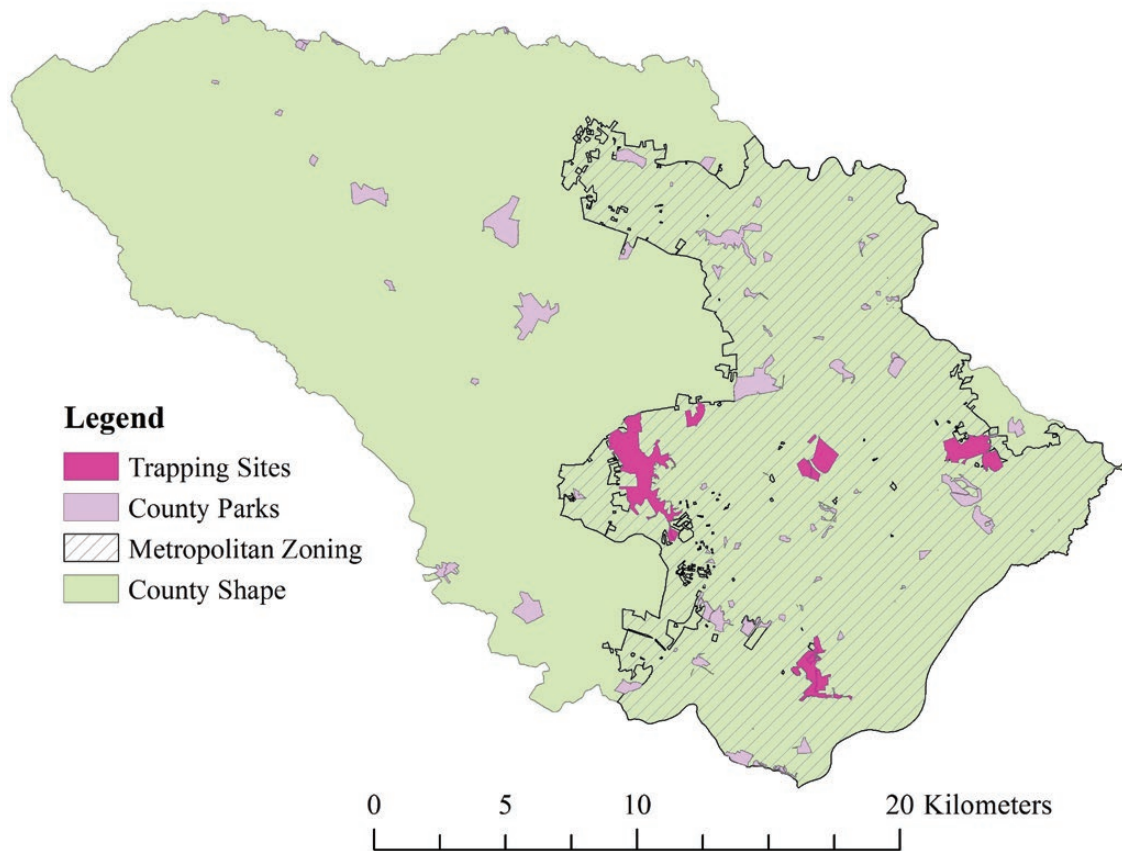 Legend
Trapping Sites
County Parks
Metropolitan Zoning
County Shape
0 5 10 20 Kilometers